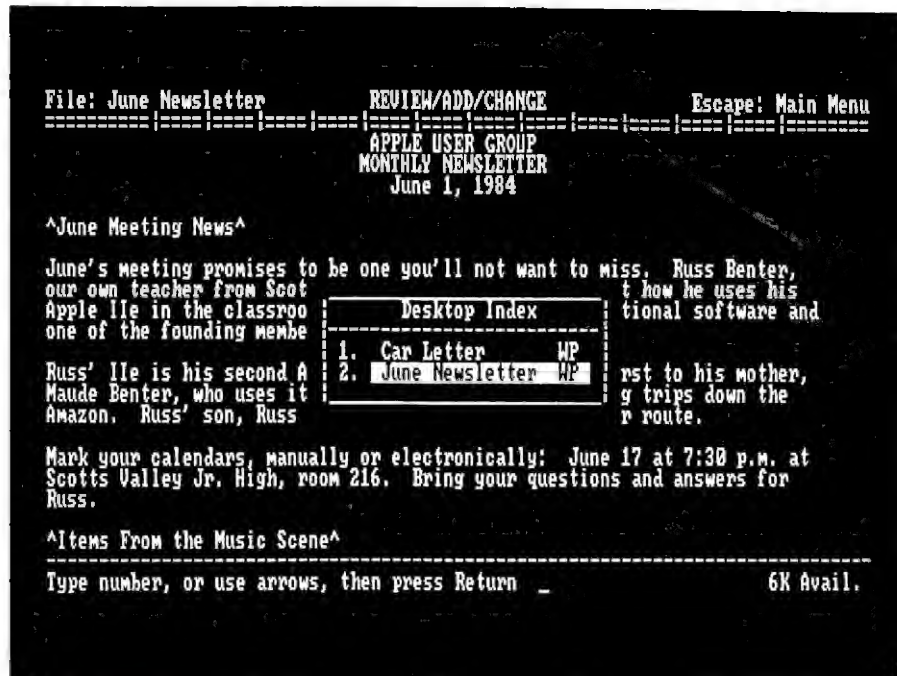 File: June Newsletter REVIEW/ADD/CHANGE Escape: Main Menu
==========|====|====|====|====|====|====|====|====|====|====|====|====|========
APPLE USER GROUP
MONTHLY NEWSLETTER
June 1, 1984
^June Meeting News^
June's meeting promises to be one you'll not want to miss. Russ Benter,
our own teacher from Scot t how he uses his
Apple IIe in the classroo Desktop Index tional software and
one of the founding membe
1. Car Letter WP
Russ' IIe is his second A 2. June Newsletter WP rst to his mother,
Maude Benter, who uses it g trips down the
Amazon. Russ' son, Russ r route.
Mark your calendars, manually or electronically: June 17 at 7:30 p.m. at
Scotts Valley Jr. High, room 216. Bring your questions and answers for
Russ.
^Items From the Music Scene^
Type number, or use arrows, then press Return _ 6K Avail.